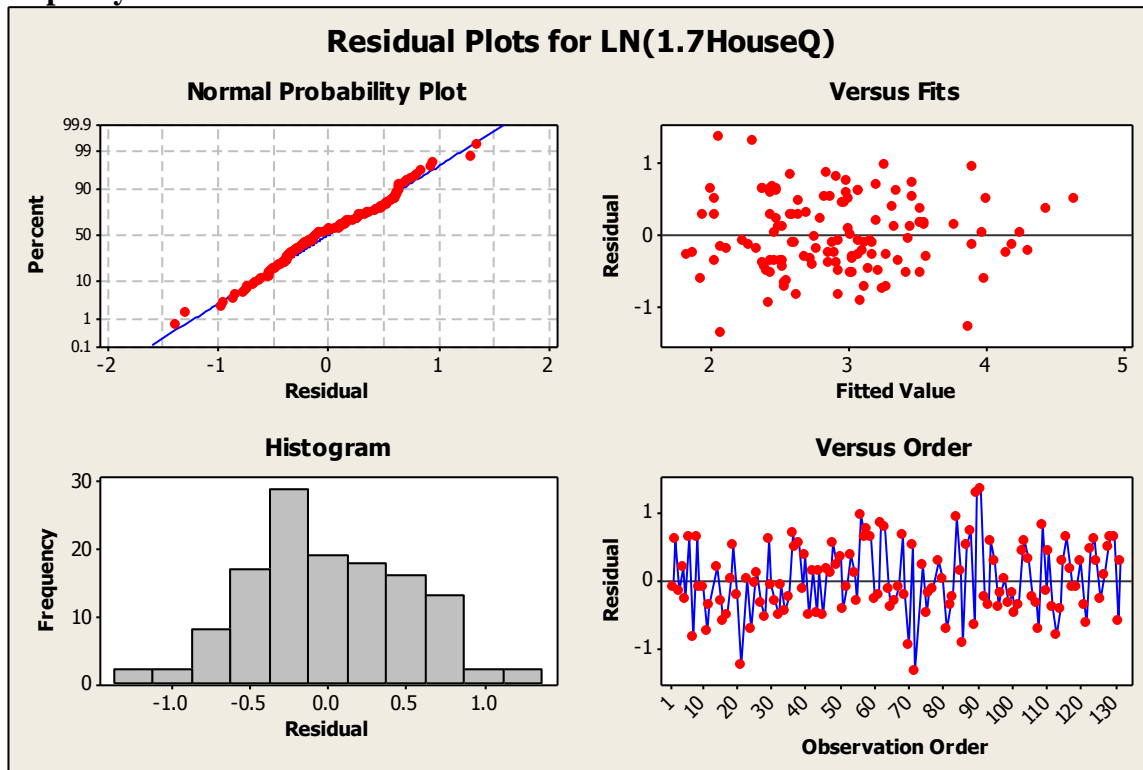 Residual Plots for LN(1.7HouseQ)
Normal Probability Plot
99.9
99
90
50
10
1
0.1
Percent
-2 -1 0 1 2
Residual
Versus Fits
1
0
-1
Residual
2 3 4 5
Fitted Value
Histogram
30
20
10
0
Frequency
-1.0 -0.5 0.0 0.5 1.0
Residual
Versus Order
1
0
-1
Residual
1 10 20 30 40 50 60 70 80 90 100 110 120 130
Observation Order